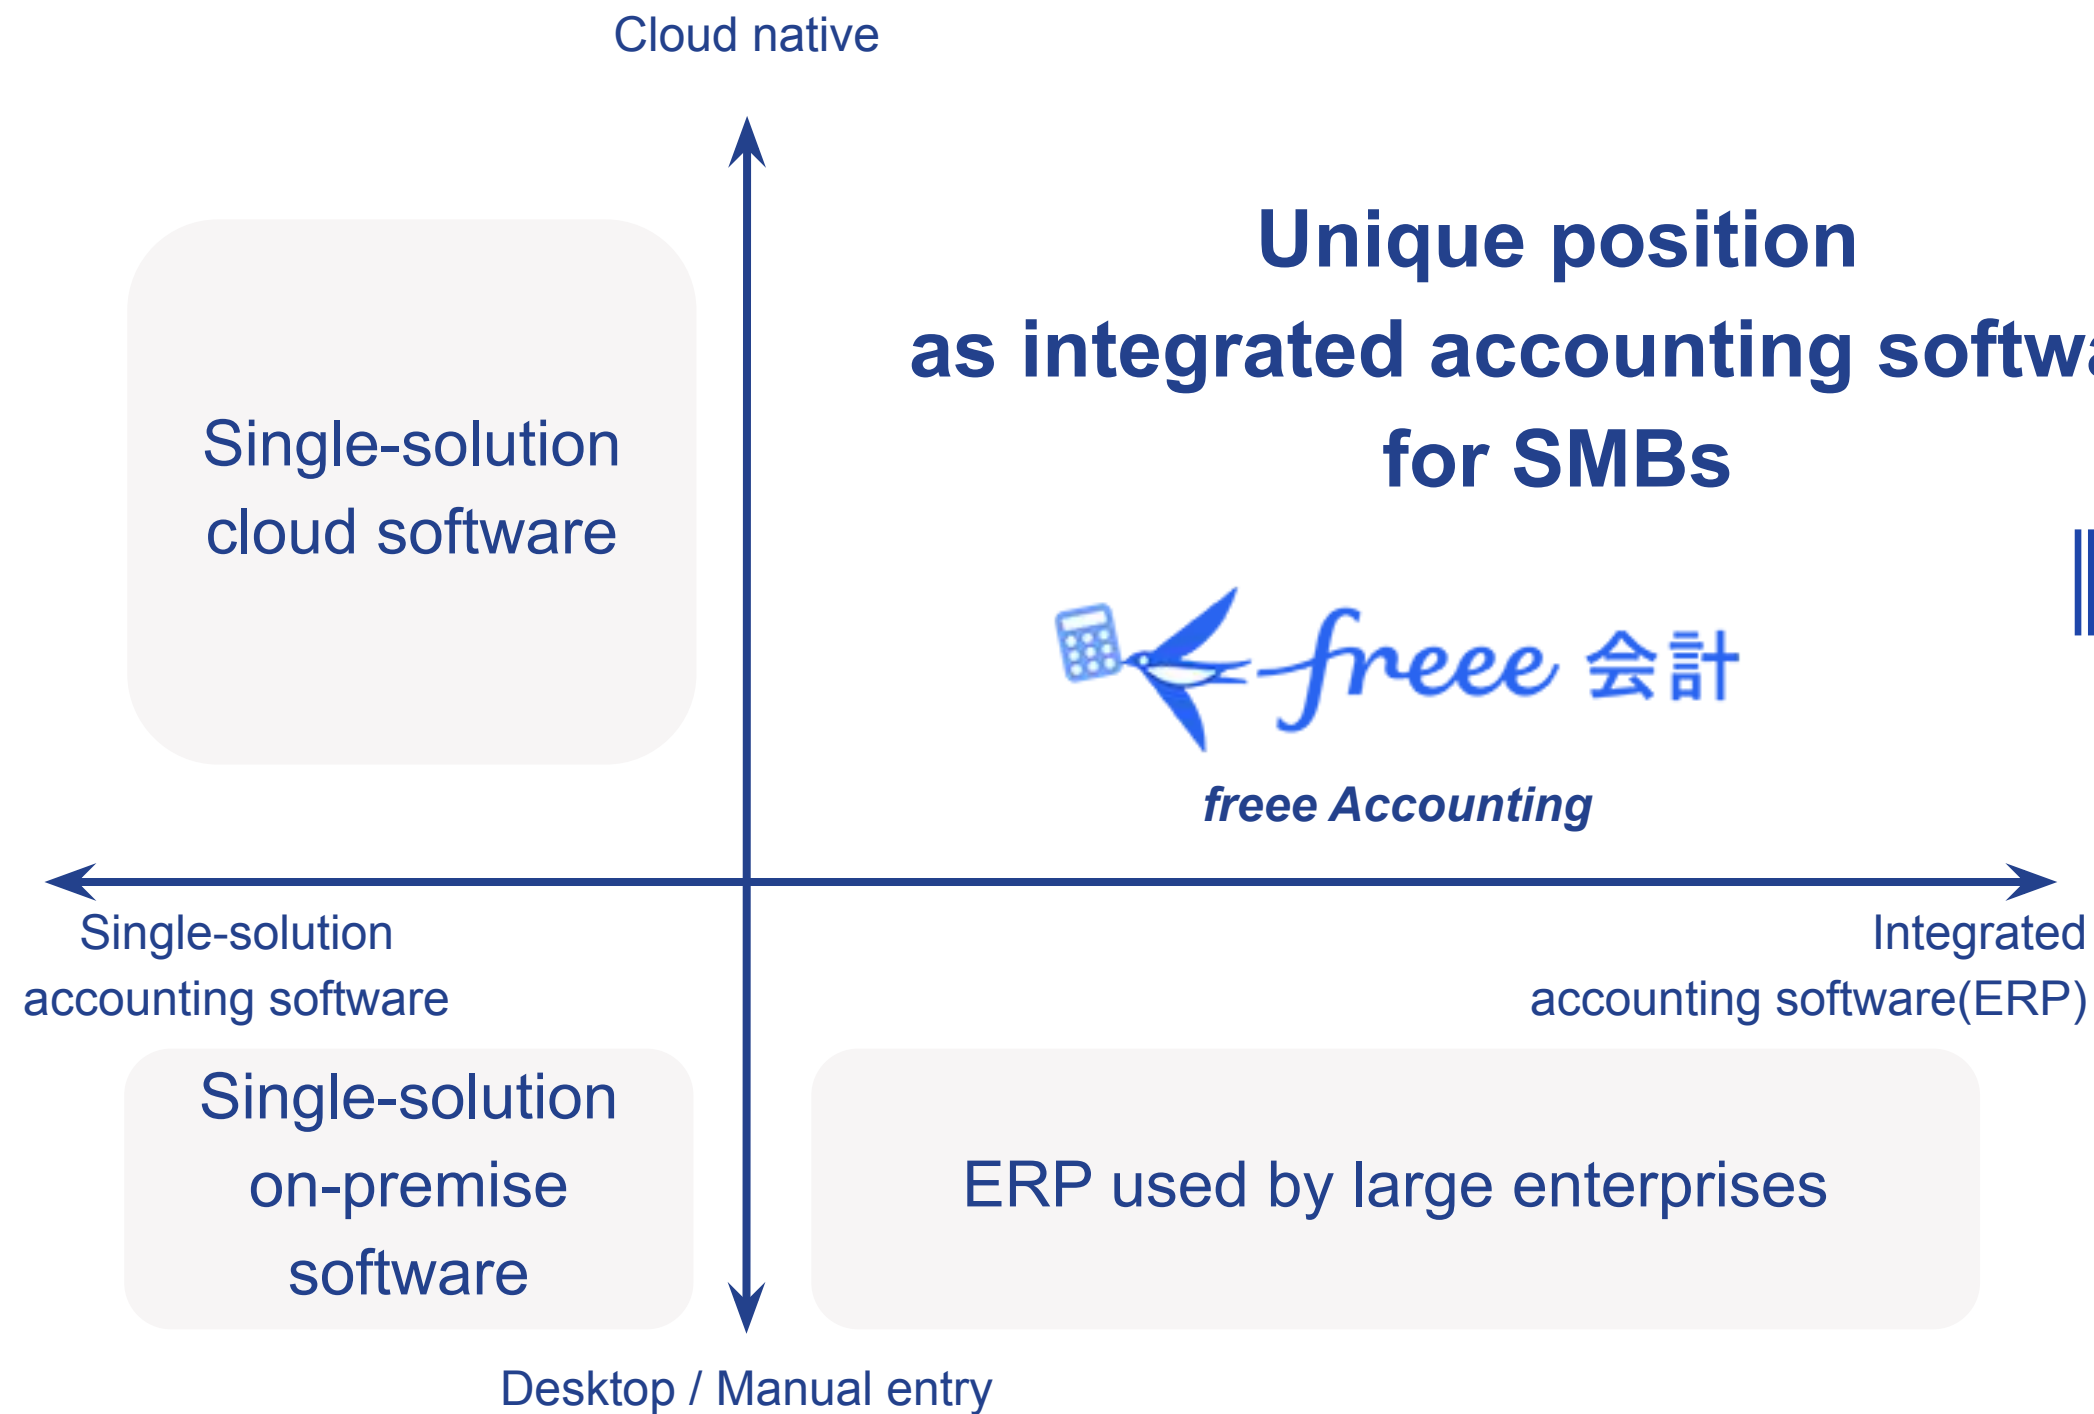 Cloud native
Unique position
as integrated accounting
for SMBs
Single-solution
cloud software
freee 会計
freee Accounting
Single-solution
accounting software
Integrated
accounting software(ERP)
Single-solution
on-premise
software
ERP used by large enterprises
Desktop / Manual entry